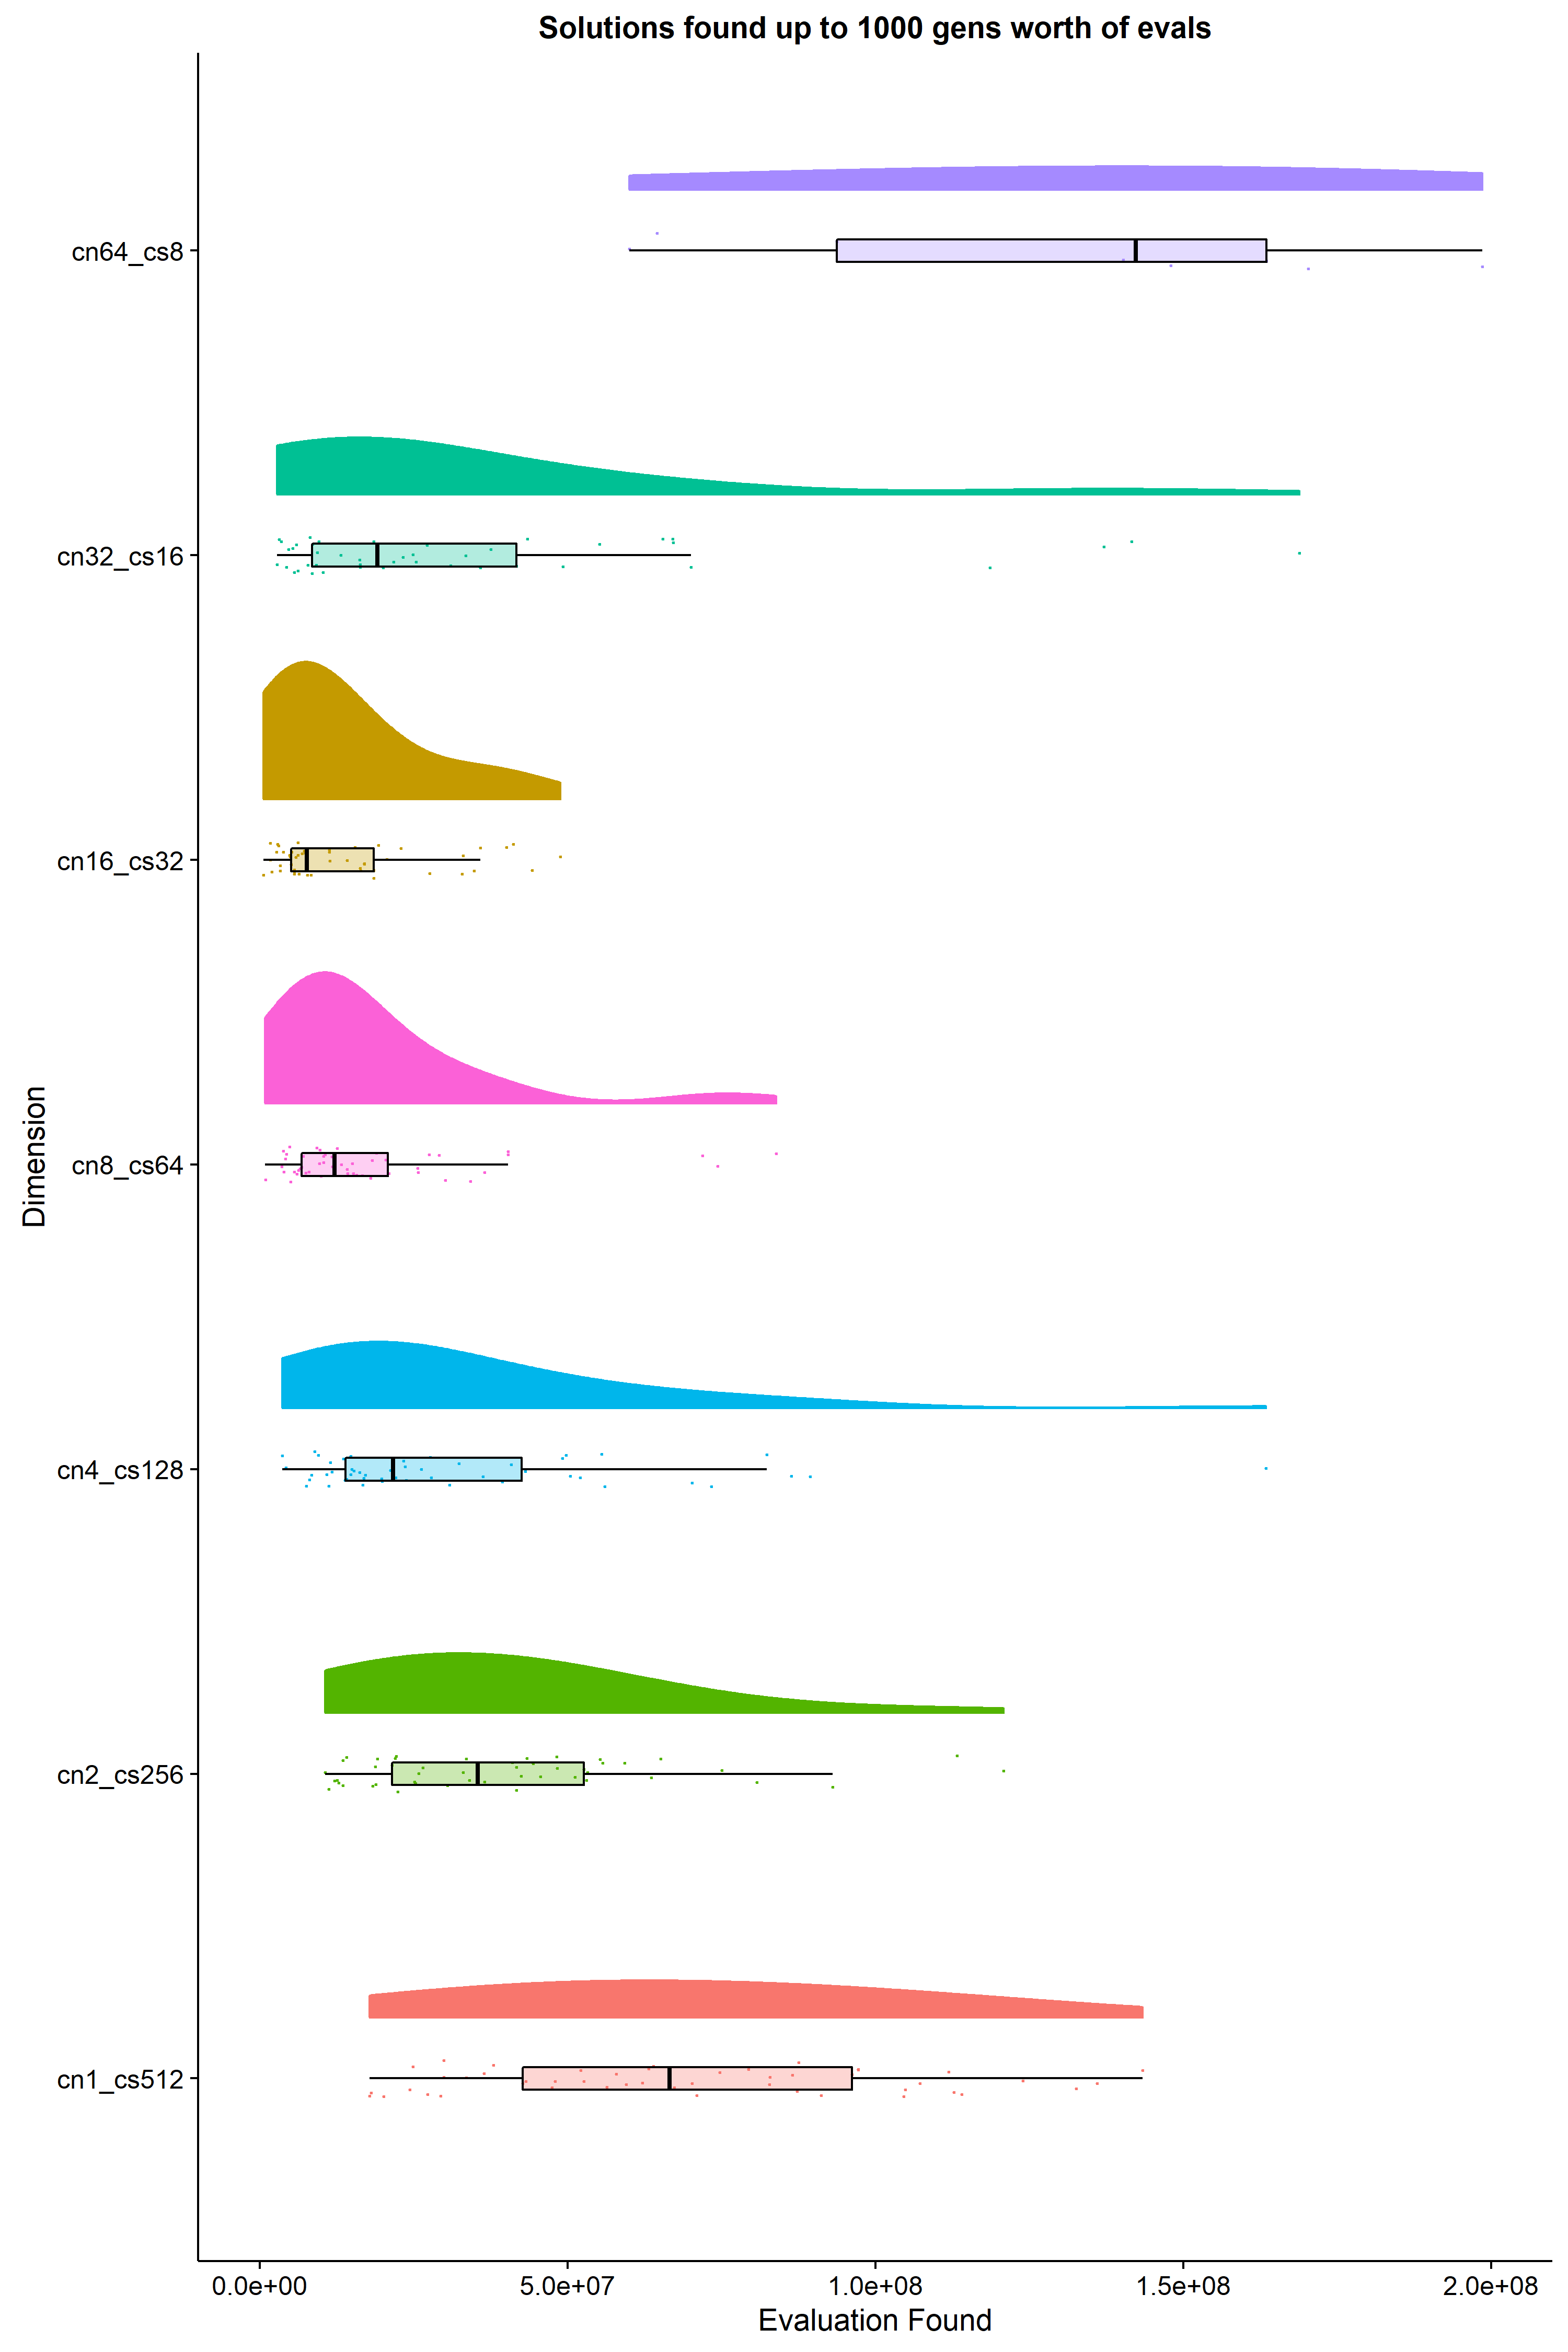 Solutions found up to 1000 gens worth of evals
cn64_cs8
cn32_cs16
cn16_cs32
cn8_cs64
Dimension
cn4_cs128
cn2_cs256
cn1_cs512
0.0e+00 5.0e+07 1.0e+08 1.5e+08 2.0e+08
Evaluation Found